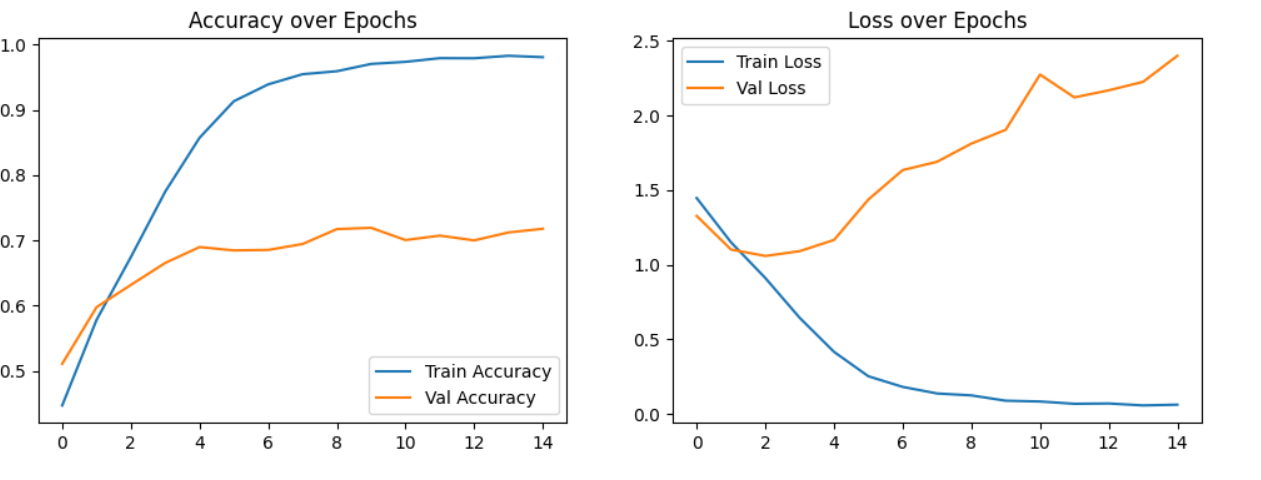 Accuracy over Epochs
1.0
0.9
0.8
0.7
0.6
0.5
Train Accuracy
Val Accuracy
0 2 4 6 8 10 12 14
Loss over Epochs
2.5
2.0
1.5
1.0
0.5
0.0
Train Loss
Val Loss
0 2 4 6 8 10 12 14